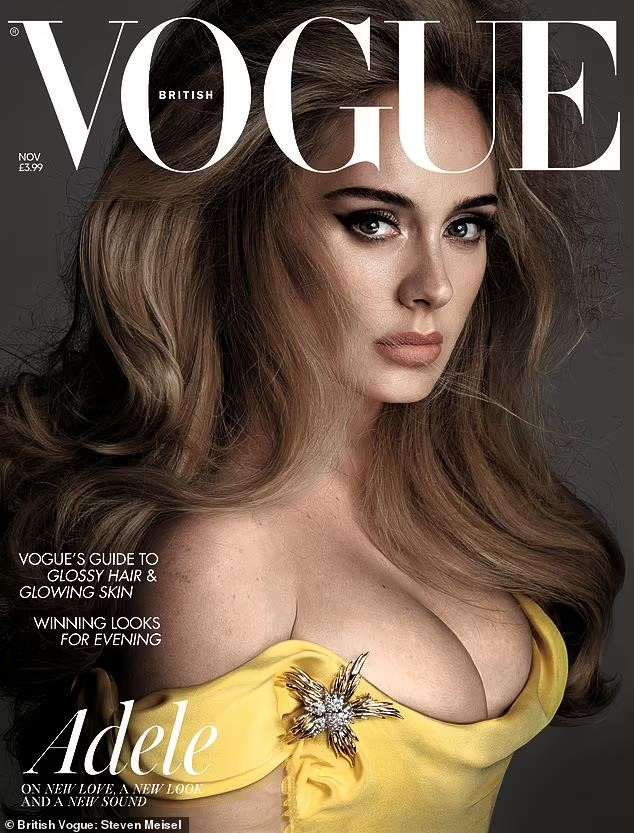 ®
VOGUE
BRITISH
NOV
£3.99
VOGUE'S GUIDE TO
GLOSSY HAIR &
GLOWING SKIN
WINNING LOOKS
FOR EVENING
Adele
ON NEW LOVE, A NEW LOOK
AND A NEW SOUND
© British Vogue: Steven Meisel